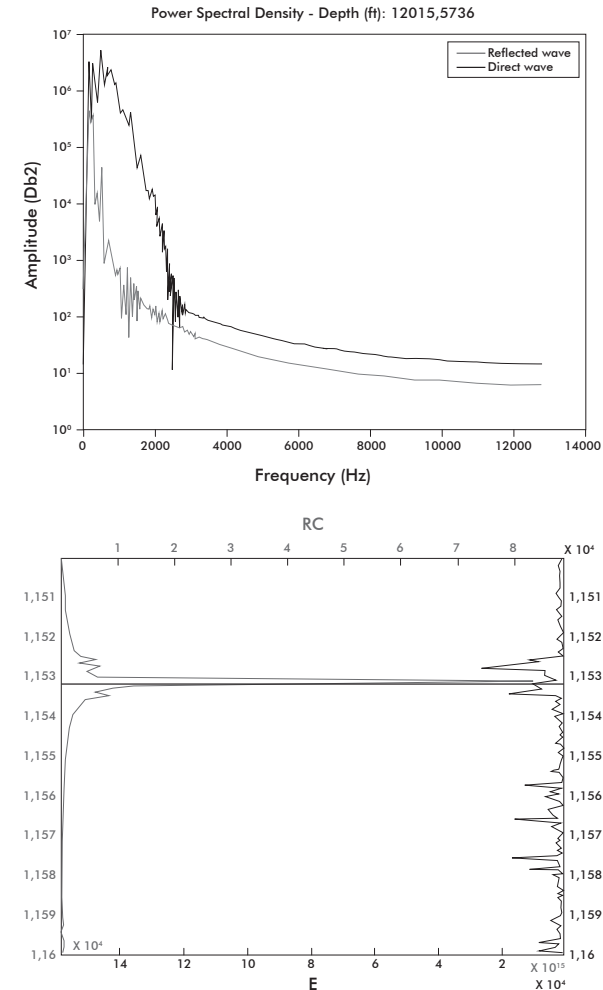 Power Spectral Density - Depth (ft): 12015,5736
10⁷
Reflected wave
Direct wave
10⁶
10⁵
10⁴
10³
10²
10¹
10⁰
Amplitude (Db2)
0 2000 4000 6000 8000 10000 12000 14000
Frequency (Hz)
RC
1 2 3 4 5 6 7 8 X 10⁴
1,151 1,151
1,152 1,152
1,153 1,153
1,154 1,154
1,155 1,155
1,156 1,156
1,157 1,157
1,158 1,158
1,159 1,159
X 10⁴
1,16 1,16
14 12 10 8 6 4 2 X 10¹⁵
E X 10⁴